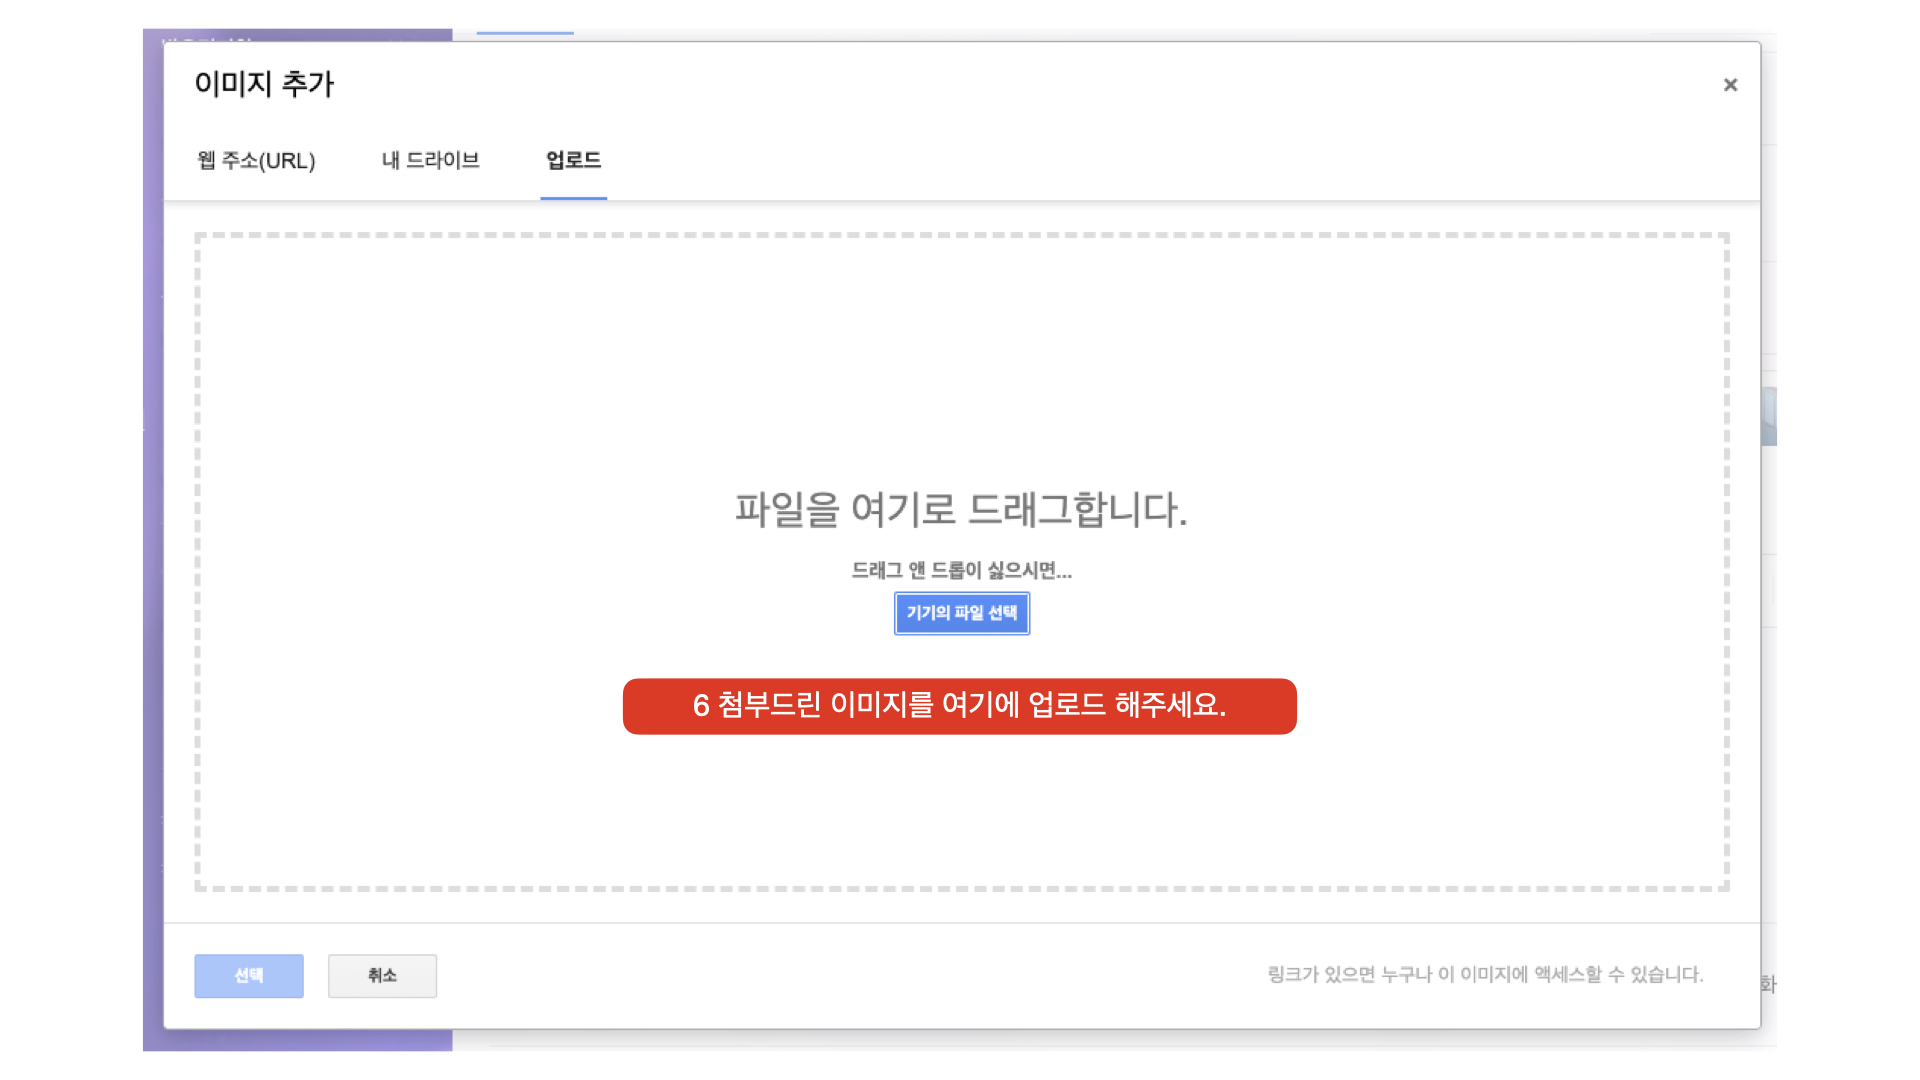 이미지 추가
×
웹 주소(URL)
내 드라이브
업로드
파일을 여기로 드래그합니다.
드래그 앤 드롭이 싫으시면...
기기의 파일 선택
6 첨부드린 이미지를 여기에 업로드 해주세요.
선택
취소
링크가 있으면 누구나 이 이미지에 액세스할 수 있습니다.
화